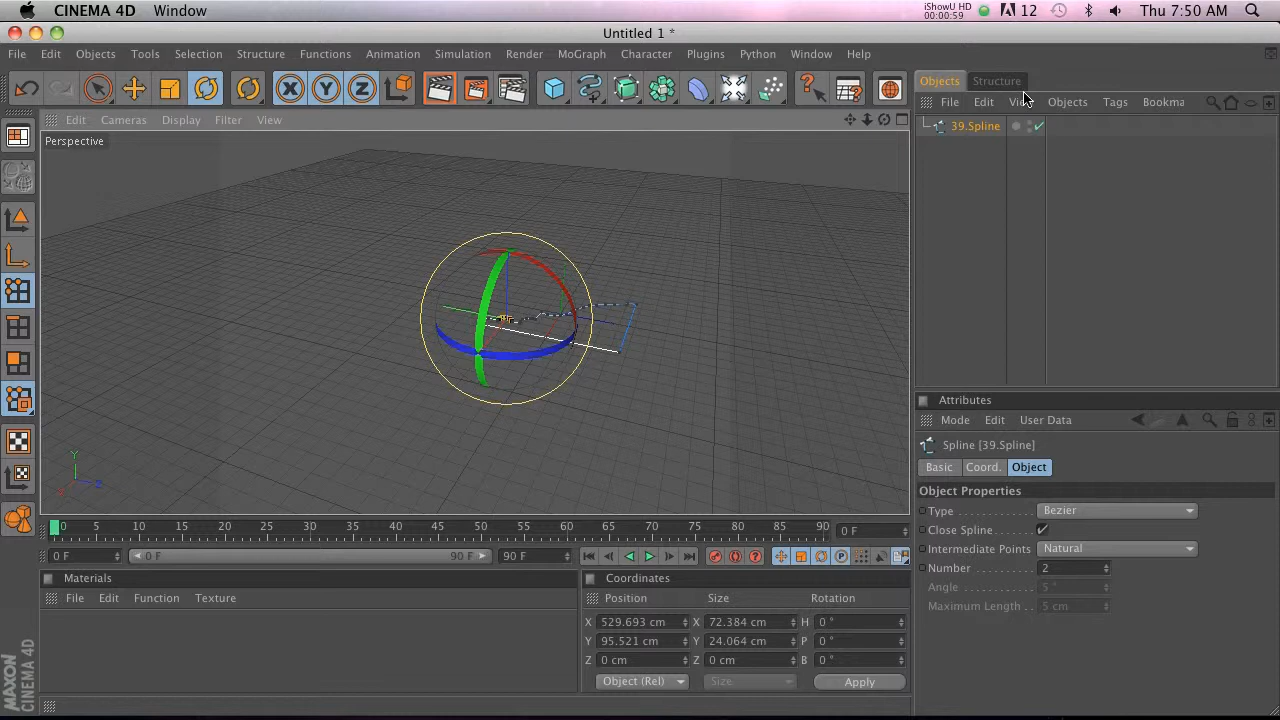 CINEMA 4D Window
iShowU HD
00:00:59
12
Thu 7:50 AM
Untitled 1 *
File Edit Objects Tools Selection Structure Functions Animation Simulation Render MoGraph Character Plugins Python Window Help
X Y Z
Objects Structure
Edit Cameras Display Filter View
File Edit View Objects Tags Bookma
Perspective
39.Spline
Y
X
Z
Attributes
Mode Edit User Data
Spline [39.Spline]
Basic Coord. Object
Object Properties
Type Bezier
Close Spline
Intermediate Points Natural
Number 2
Angle 5 °
Maximum Length 5 cm
0 5 10 15 20 25 30 35 40 45 50 55 60 65 70 75 80 85 90
0 F
0 F 0 F 90 F 90 F
Materials
File Edit Function Texture
Coordinates
Position Size Rotation
X 529.693 cm X 72.384 cm H 0 °
Y 95.521 cm Y 24.064 cm P 0 °
Z 0 cm Z 0 cm B 0 °
Object (Rel) Size Apply
MAXON
CINEMA 4D